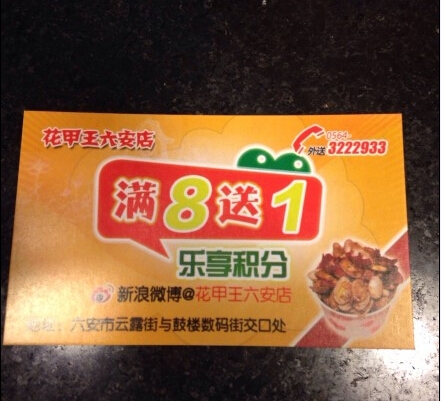 花甲王六安店
0564-
外送 3222933
满8送1
乐享积分
新浪微博@花甲王六安店
地址：六安市云露街与鼓楼数码街交口处